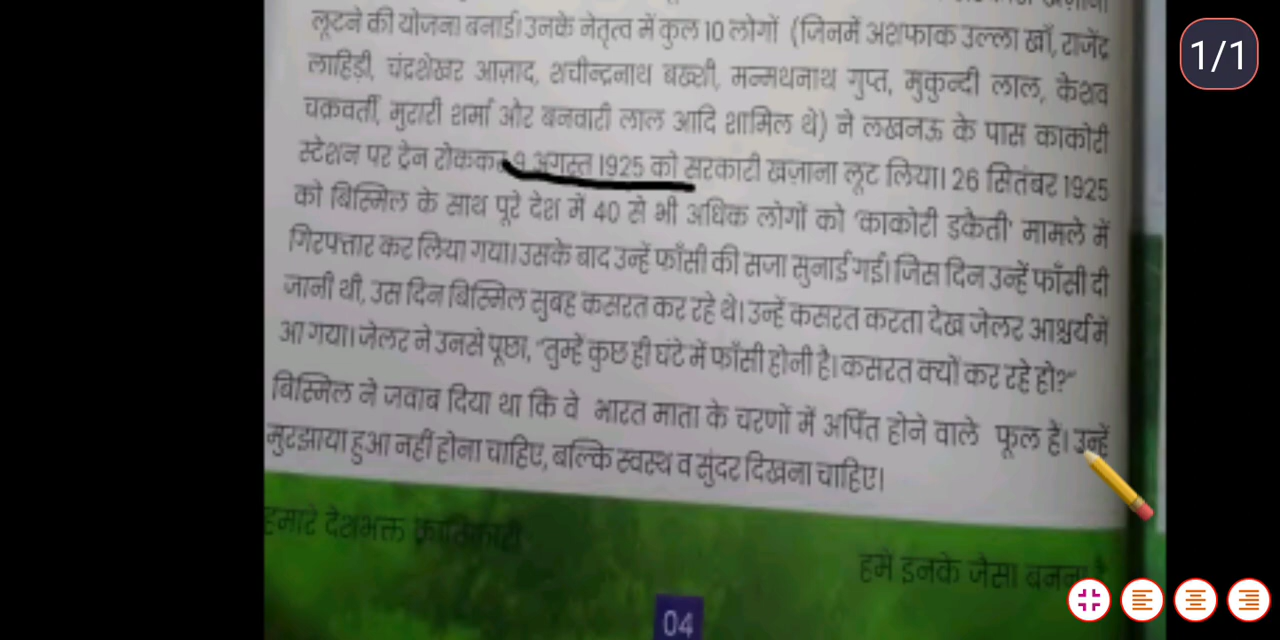 लूटने की योजना बनाई। उनके नेतृत्व में कुल 10 लोगों (जिनमें अशफाक उल्ला खाँ, राजेंद्र
लाहिड़ी, चंद्रशेखर आज़ाद, शचीन्द्रनाथ बख्शी, मन्मथनाथ गुप्त, मुकुन्दी लाल, केशव
चक्रवर्ती, मुरारी शर्मा और बनवारी लाल आदि शामिल थे) ने लखनऊ के पास काकोरी
स्टेशन पर ट्रेन रोककर 9 अगस्त 1925 को सरकारी खज़ाना लूट लिया। 26 सितंबर 1925
को बिस्मिल के साथ पूरे देश में 40 से भी अधिक लोगों को 'काकोरी डकैती' मामले में
गिरफ्तार कर लिया गया। उसके बाद उन्हें फाँसी की सजा सुनाई गई। जिस दिन उन्हें फाँसी दी
जानी थी, उस दिन बिस्मिल सुबह कसरत कर रहे थे। उन्हें कसरत करता देख जेलर आश्चर्य में
आ गया। जेलर ने उनसे पूछा, "तुम्हें कुछ ही घंटे में फाँसी होनी है। कसरत क्यों कर रहे हो?"
बिस्मिल ने जवाब दिया था कि वे भारत माता के चरणों में अर्पित होने वाले फूल हैं। उन्हें
मुरझाया हुआ नहीं होना चाहिए, बल्कि स्वस्थ व सुंदर दिखना चाहिए।
हमारे देशभक्त क्रांतिकारी
हमें इनके जैसा बनना है
04
1/1